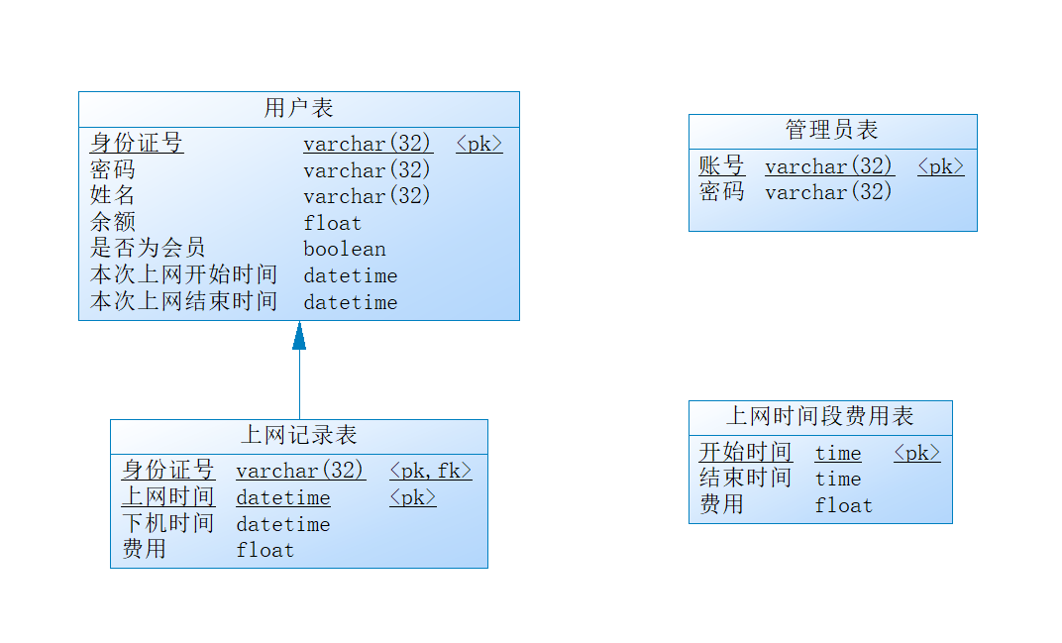 用户表
身份证号 varchar(32) <pk>
密码 varchar(32)
姓名 varchar(32)
余额 float
是否为会员 boolean
本次上网开始时间 datetime
本次上网结束时间 datetime
管理员表
账号 varchar(32) <pk>
密码 varchar(32)
上网记录表
身份证号 varchar(32) <pk,fk>
上网时间 datetime <pk>
下机时间 datetime
费用 float
上网时间段费用表
开始时间 time <pk>
结束时间 time
费用 float